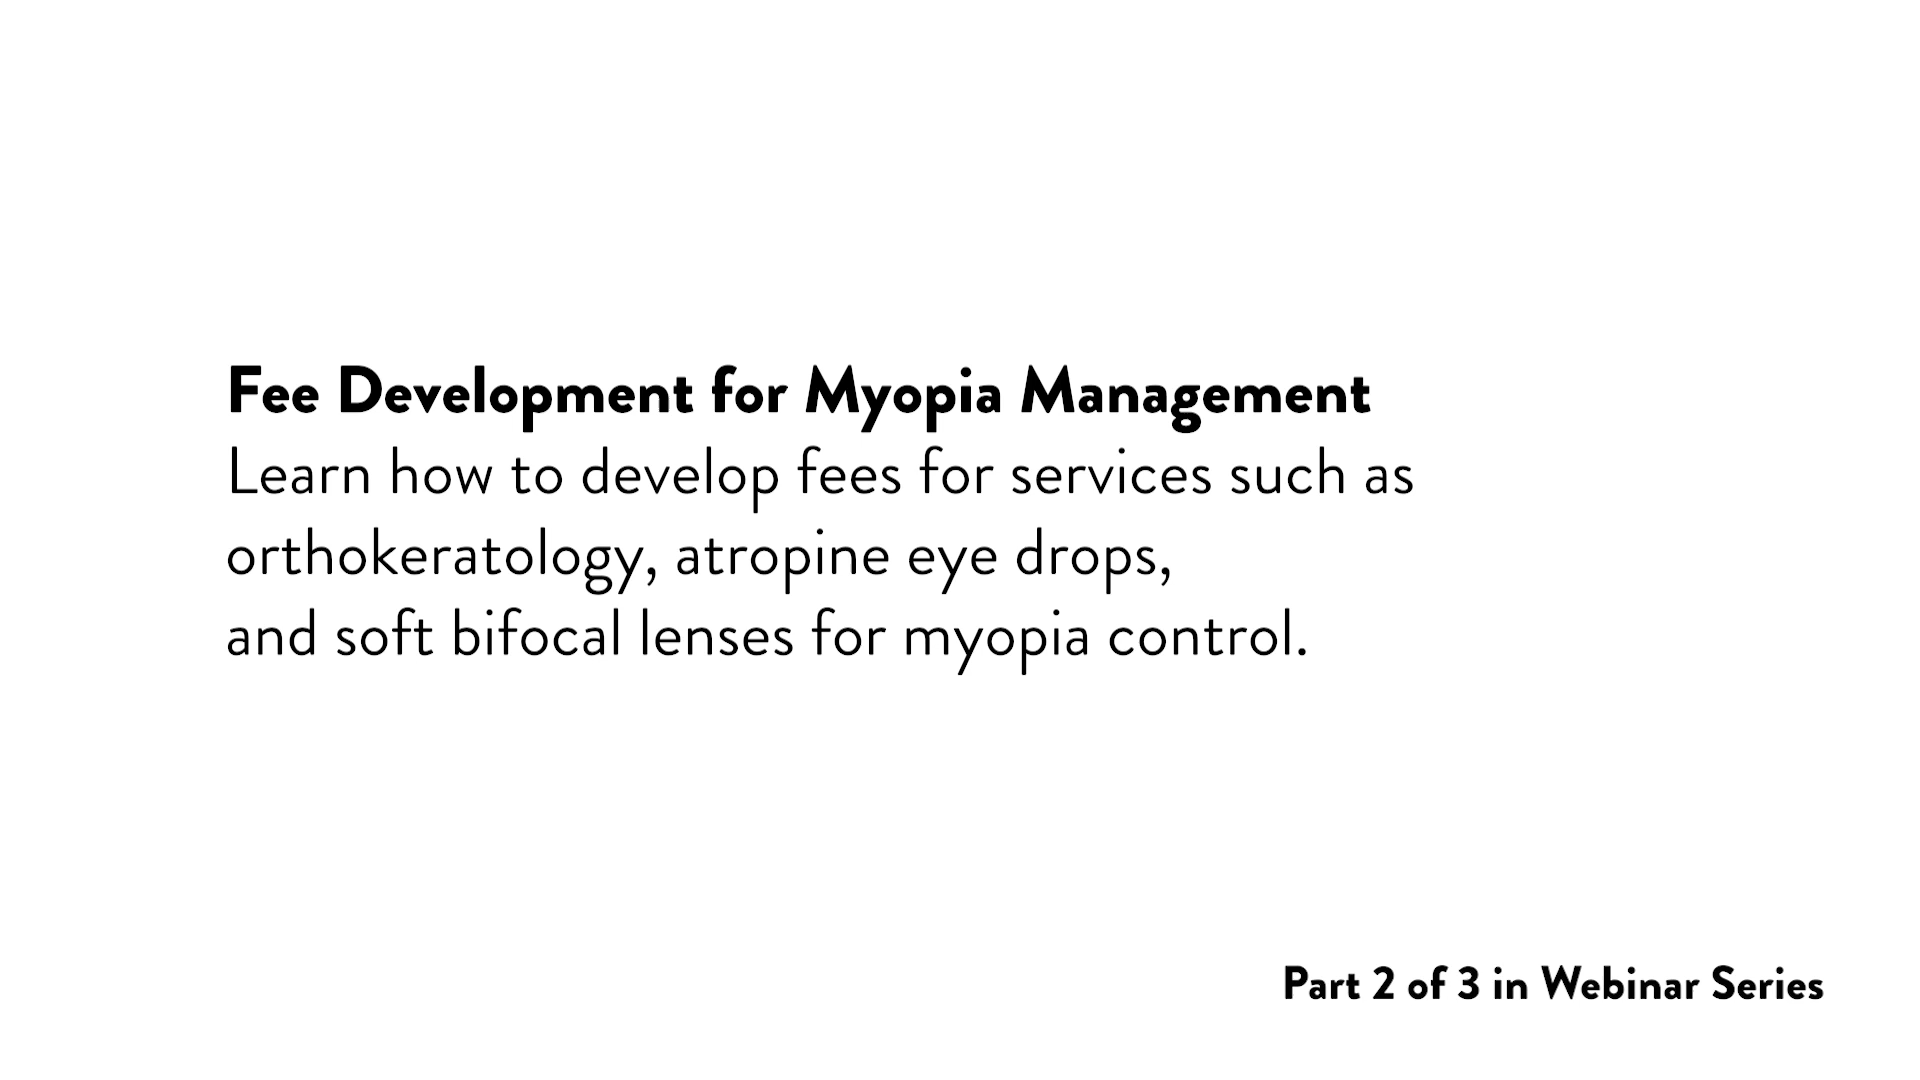 Fee Development for Myopia Management
Learn how to develop fees for services such as
orthokeratology, atropine eye drops,
and soft bifocal lenses for myopia control.
Part 2 of 3 in Webinar Series